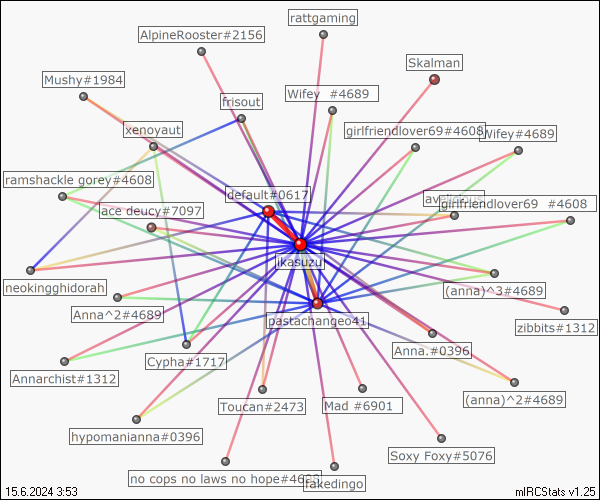 rattgaming
AlpineRooster#2156
Skalman
Mushy#1984
Wifey #4689
frisout
xenoyaut
girlfriendlover69#4608
Wifey#4689
ramshackle gorey#4608
default#0617
girlfriendlover69 #4608
ace deucy#7097
ikasuzu
neokingghidorah
(anna)^3#4689
Anna^2#4689
pastachangeo41
zibbits#1312
Anna.#0396
Cypha#1717
Annarchist#1312
(anna)^2#4689
Toucan#2473
Mad #6901
hypomanianna#0396
Soxy Foxy#5076
no cops no laws no hope#4689
fakedingo
15.6.2024 3:53
mIRCStats v1.25